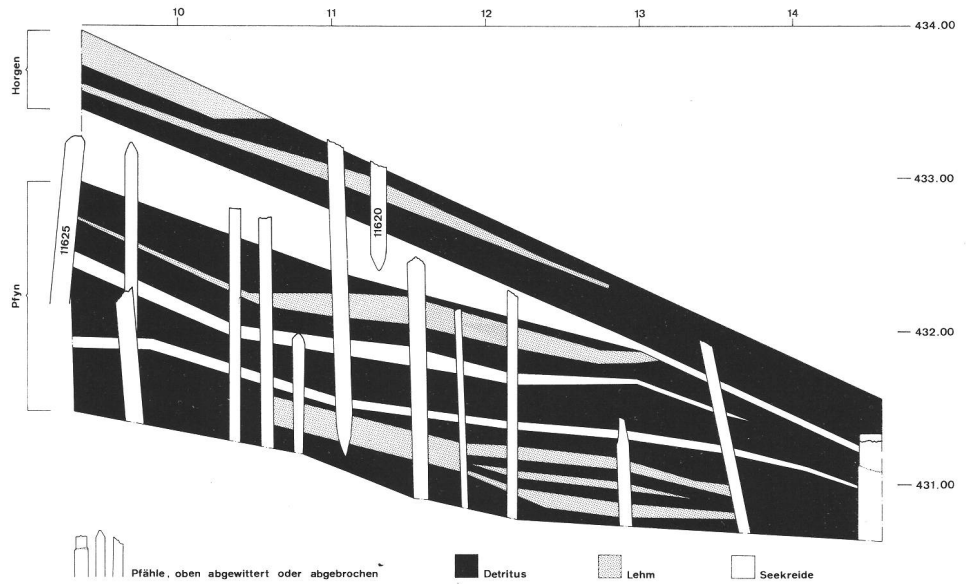 10 11 12 13 14
434.00
Horgen
433.00
11625
11620
Pfyn
432.00
431.00
Pfähle, oben abgewittert oder abgebrochen
Detritus
Lehm
Seekreide